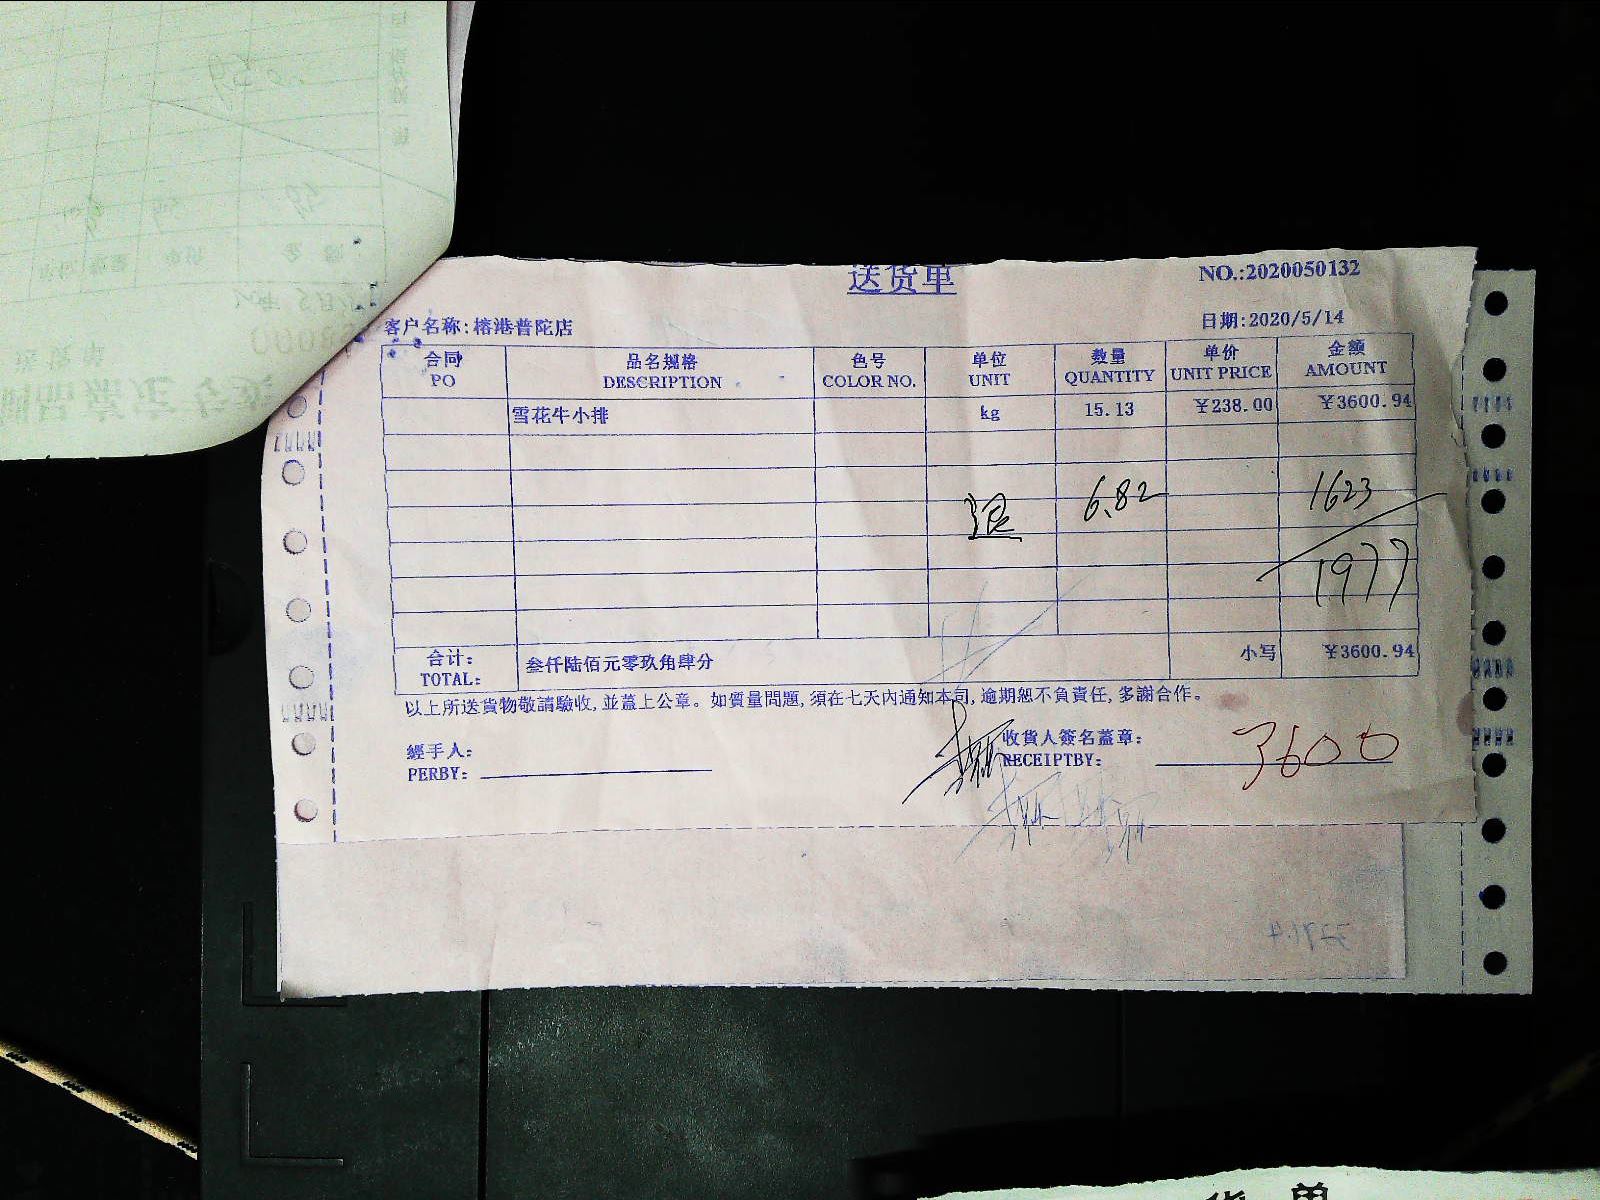 送货单
NO.:2020050132
客户名称:榕港普陀店
日期:2020/5/14
合同 品名规格 色号 单位 数量 单价 金额
PO DESCRIPTION COLOR NO. UNIT QUANTITY UNIT PRICE AMOUNT
雪花牛小排 kg 15.13 ¥238.00 ¥3600.94
退 6.82 1623
1977
合计: 叁仟陆佰元零玖角肆分 小写 ¥3600.94
TOTAL:
以上所送貨物敬請驗收,並蓋上公章。如質量問題,須在七天內通知本司,逾期恕不負責任,多謝合作。
經手人: 收貨人簽名蓋章:
PERBY: RECEIPTBY: 3600
货 单